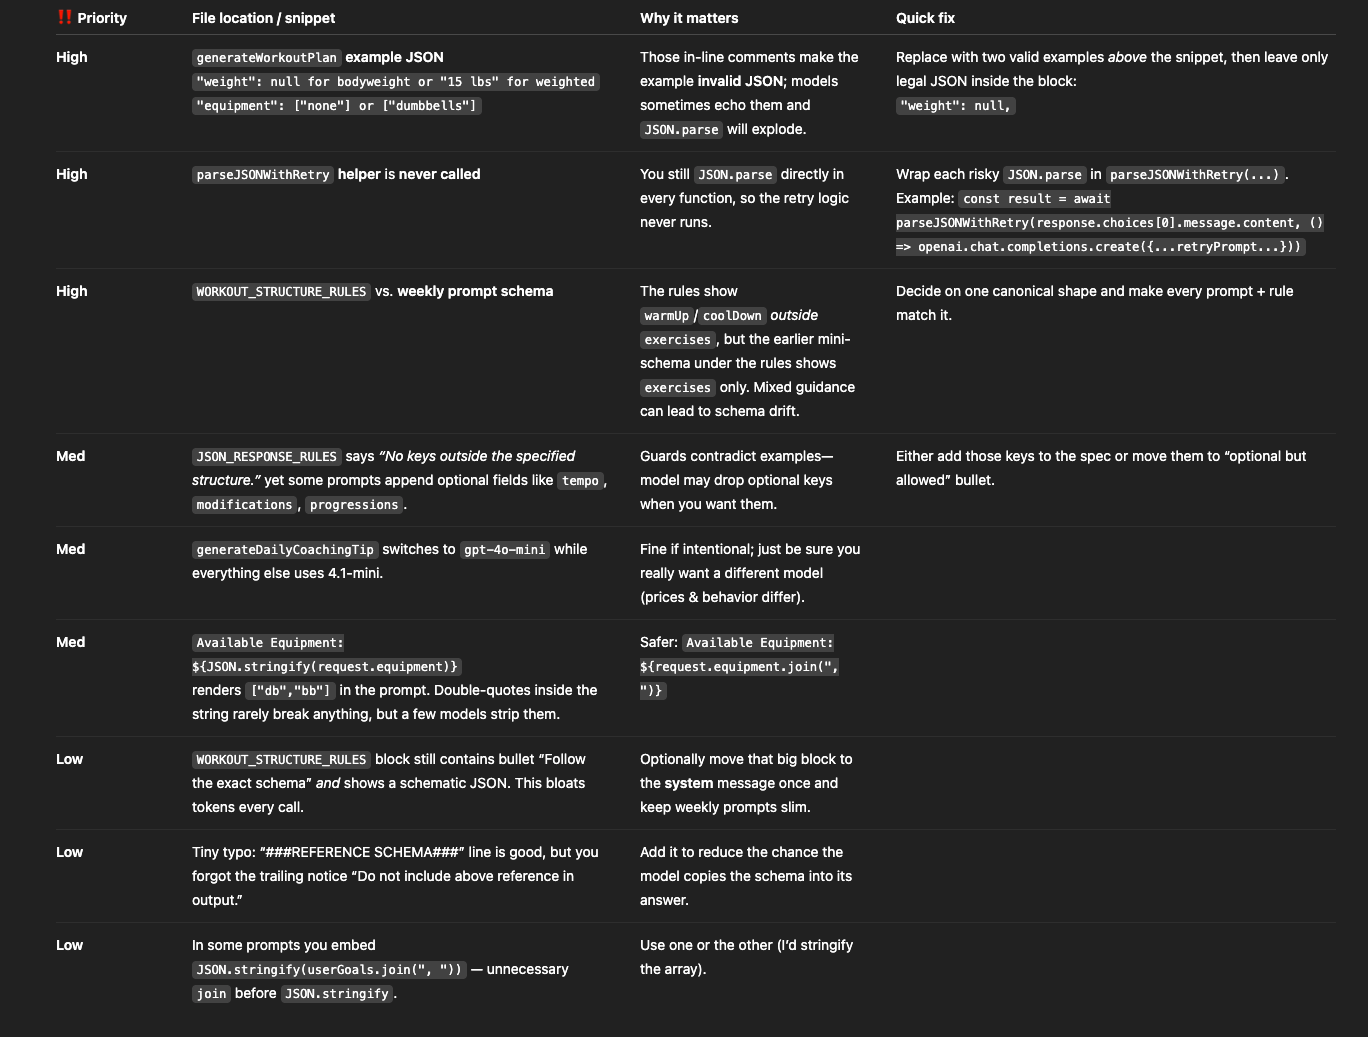 ‼️ Priority File location / snippet Why it matters Quick fix
High
generateWorkoutPlan example JSON
"weight": null for bodyweight or "15 lbs" for weighted
"equipment": ["none"] or ["dumbbells"]
Those in-line comments make the
example invalid JSON; models
sometimes echo them and
JSON.parse will explode.
Replace with two valid examples above the snippet, then leave only
legal JSON inside the block:
"weight": null,
High
parseJSONWithRetry helper is never called
You still JSON.parse directly in
every function, so the retry logic
never runs.
Wrap each risky JSON.parse in parseJSONWithRetry(...).
Example: const result = await
parseJSONWithRetry(response.choices[0].message.content, ()
=> openai.chat.completions.create({...retryPrompt...}))
High
WORKOUT_STRUCTURE_RULES vs. weekly prompt schema
The rules show
warmUp/coolDown outside
exercises, but the earlier mini-
schema under the rules shows
exercises only. Mixed guidance
can lead to schema drift.
Decide on one canonical shape and make every prompt + rule
match it.
Med
JSON_RESPONSE_RULES says “No keys outside the specified
structure.” yet some prompts append optional fields like tempo,
modifications, progressions.
Guards contradict examples—
model may drop optional keys
when you want them.
Either add those keys to the spec or move them to “optional but
allowed” bullet.
Med
generateDailyCoachingTip switches to gpt-4o-mini while
everything else uses 4.1-mini.
Fine if intentional; just be sure you
really want a different model
(prices & behavior differ).
Med
Available Equipment:
${JSON.stringify(request.equipment)}
renders ["db","bb"] in the prompt. Double-quotes inside the
string rarely break anything, but a few models strip them.
Safer: Available Equipment:
${request.equipment.join(",
")}
Low
WORKOUT_STRUCTURE_RULES block still contains bullet “Follow
the exact schema” and shows a schematic JSON. This bloats
tokens every call.
Optionally move that big block to
the system message once and
keep weekly prompts slim.
Low
Tiny typo: “###REFERENCE SCHEMA###” line is good, but you
forgot the trailing notice “Do not include above reference in
output.”
Add it to reduce the chance the
model copies the schema into its
answer.
Low
In some prompts you embed
JSON.stringify(userGoals.join(", ")) — unnecessary
join before JSON.stringify.
Use one or the other (I’d stringify
the array).